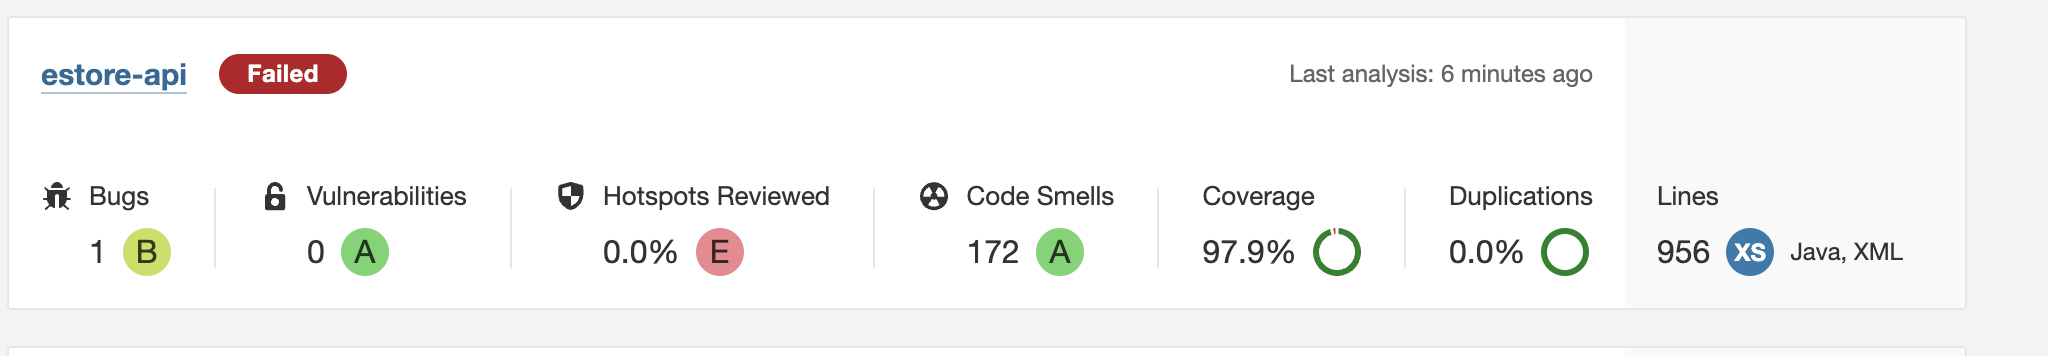 estore-api Failed Last analysis: 6 minutes ago
Bugs Vulnerabilities Hotspots Reviewed Code Smells Coverage Duplications Lines
1 B 0 A 0.0% E 172 A 97.9% 0.0% 956 XS Java, XML